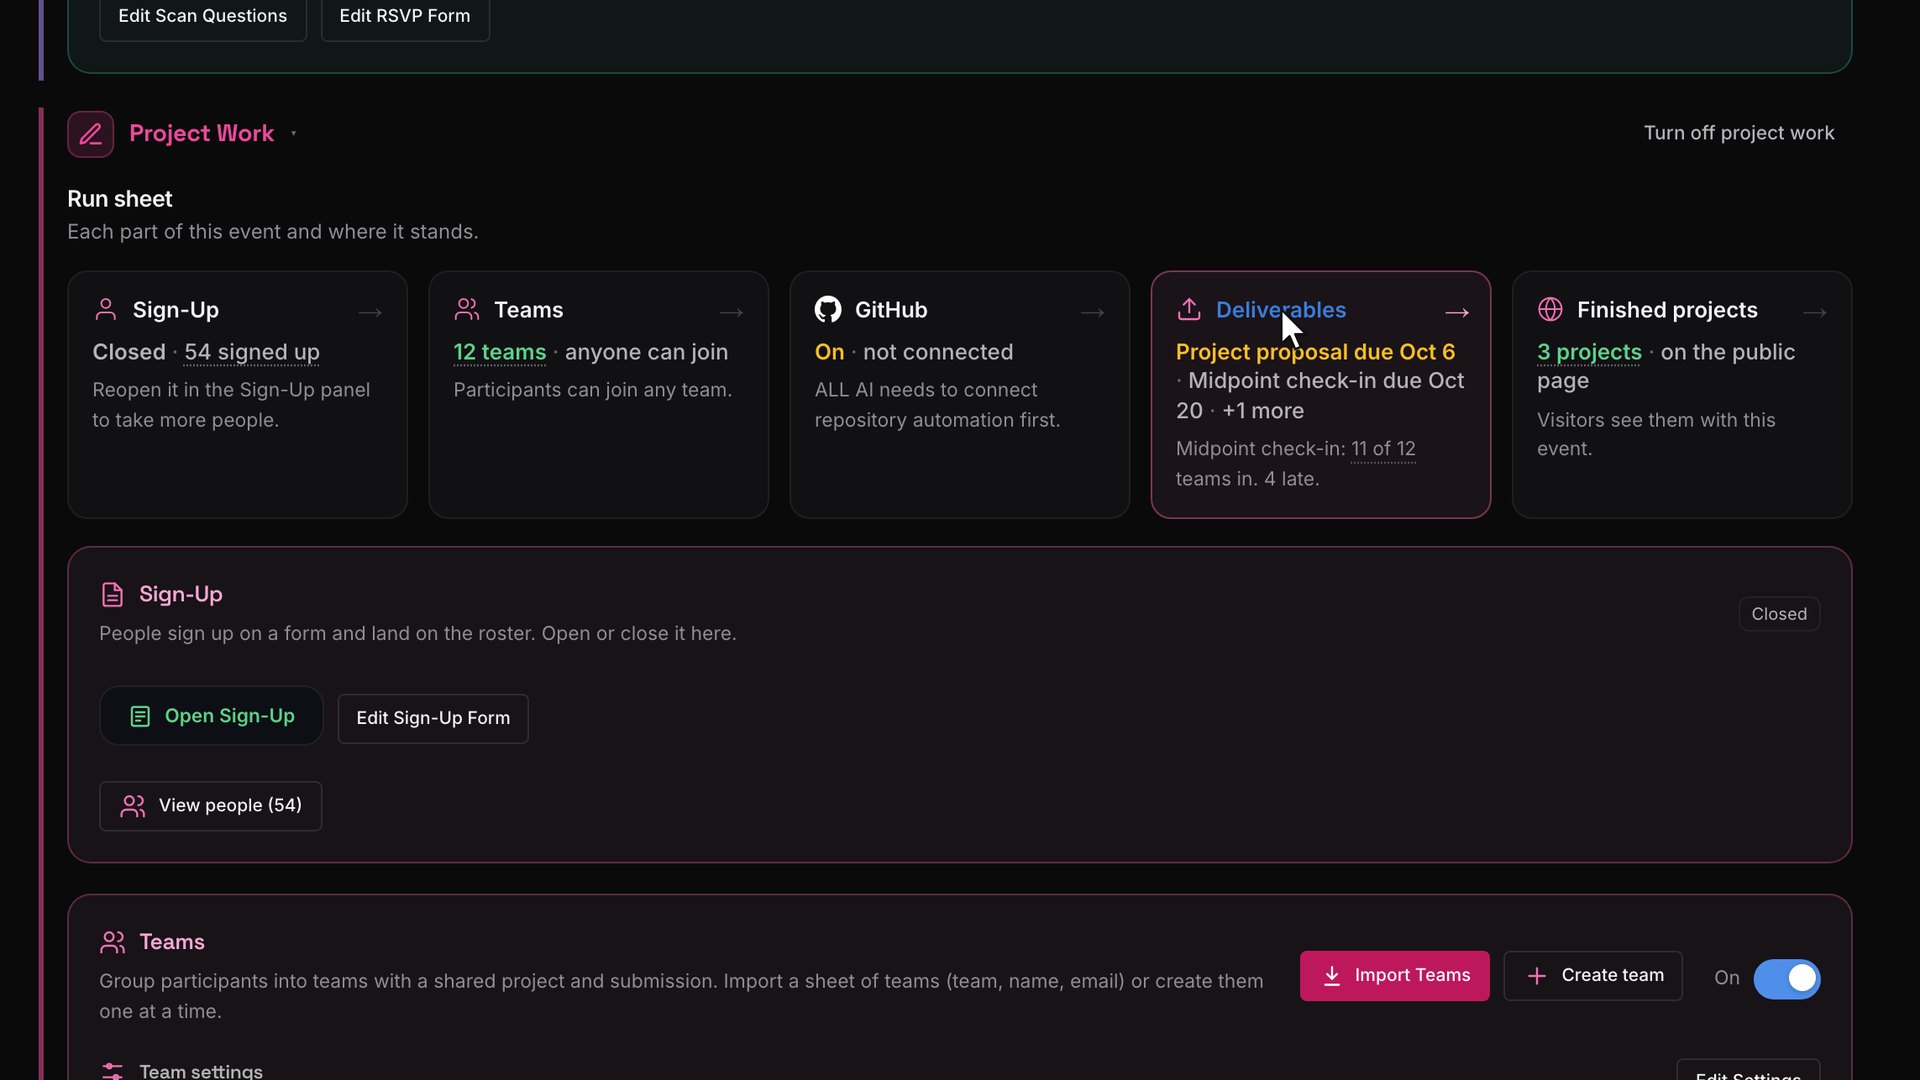 Edit Scan Questions
Edit RSVP Form
Project Work
Turn off project work
Run sheet
Each part of this event and where it stands.
Sign-Up →
Closed · 54 signed up
Reopen it in the Sign-Up panel
to take more people.
Teams →
12 teams · anyone can join
Participants can join any team.
GitHub →
On · not connected
ALL AI needs to connect
repository automation first.
Deliverables →
Project proposal due Oct 6
· Midpoint check-in due Oct
20 · +1 more
Midpoint check-in: 11 of 12
teams in. 4 late.
Finished projects →
3 projects · on the public
page
Visitors see them with this
event.
Sign-Up
People sign up on a form and land on the roster. Open or close it here.
Closed
Open Sign-Up
Edit Sign-Up Form
View people (54)
Teams
Group participants into teams with a shared project and submission. Import a sheet of teams (team, name, email) or create them
one at a time.
Import Teams
Create team
On
Team settings
Edit Settings